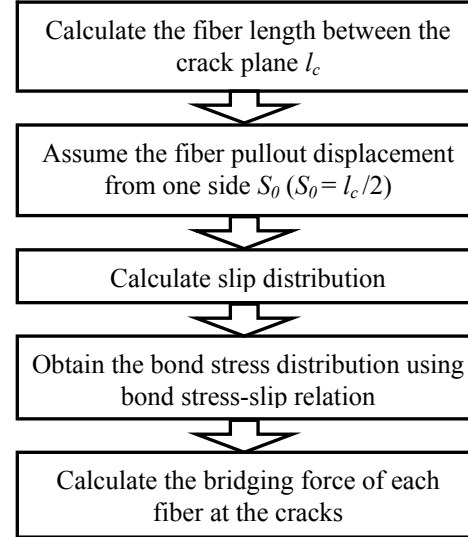 Calculate the fiber length between the
crack plane l_c
Assume the fiber pullout displacement
from one side S_0 (S_0 = l_c /2)
Calculate slip distribution
Obtain the bond stress distribution using
bond stress-slip relation
Calculate the bridging force of each
fiber at the cracks